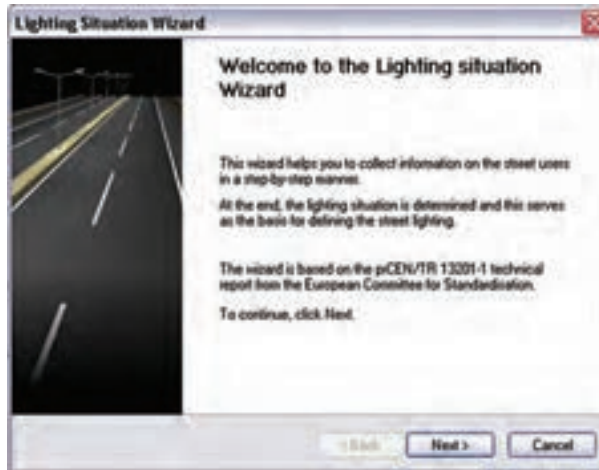 Lighting Situation Wizard
Welcome to the Lighting situation
Wizard
This wizard helps you to collect information on the street users
in a step-by-step manner.
At the end, the lighting situation is determined and this serves
as the basis for defining the street lighting.
The wizard is based on the prCEN/TR 13201-1 technical
report from the European Committee for Standardisation.
To continue, click Next.
< Back
Next >
Cancel